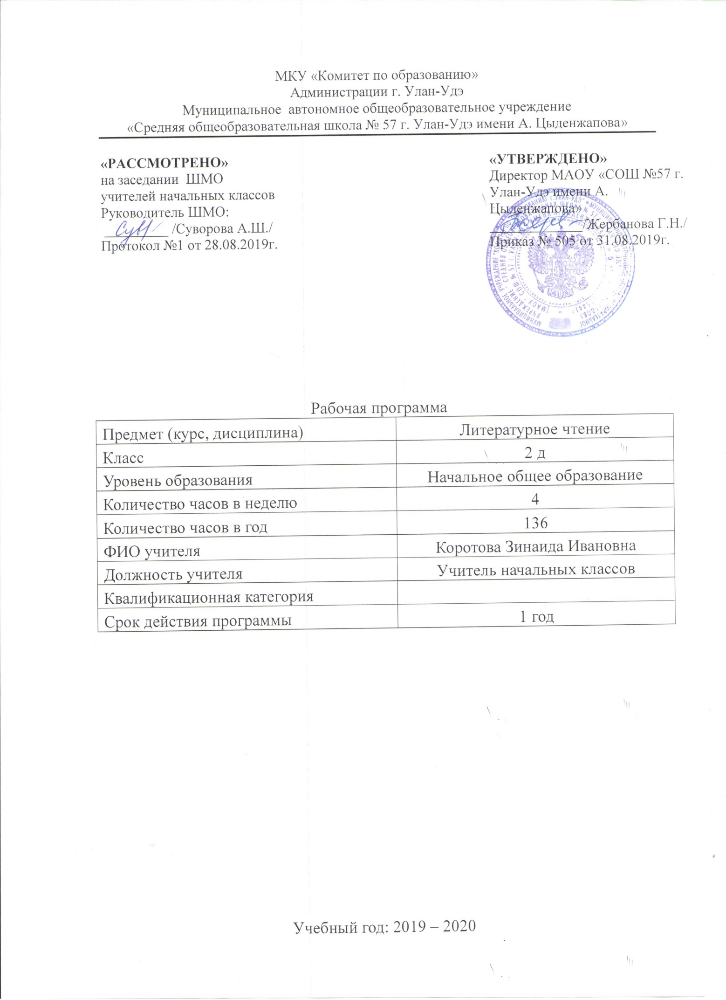 МКУ «Комитет по образованию»
Администрации г. Улан-Удэ
Муниципальное  автономное общеобразовательное учреждение
«Средняя общеобразовательная школа № 57 г. Улан-Удэ имени А. Цыденжапова»
«РАССМОТРЕНО»
на заседании  ШМО
учителей начальных классов
Руководитель ШМО:
/Суворова А.Ш./
Протокол №1 от 28.08.2019г.
«УТВЕРЖДЕНО»
Директор МАОУ «СОШ №57 г.
Улан-Удэ имени А.
Цыденжапова»
/Жербанова Г.Н./
Приказ № 505 от 31.08.2019г.
Рабочая программа
Предмет (курс, дисциплина) Литературное чтение
Класс 2 д
Уровень образования Начальное общее образование
Количество часов в неделю 4
Количество часов в год 136
ФИО учителя Коротова Зинаида Ивановна
Должность учителя Учитель начальных классов
Квалификационная категория
Срок действия программы 1 год
Учебный год: 2019 – 2020